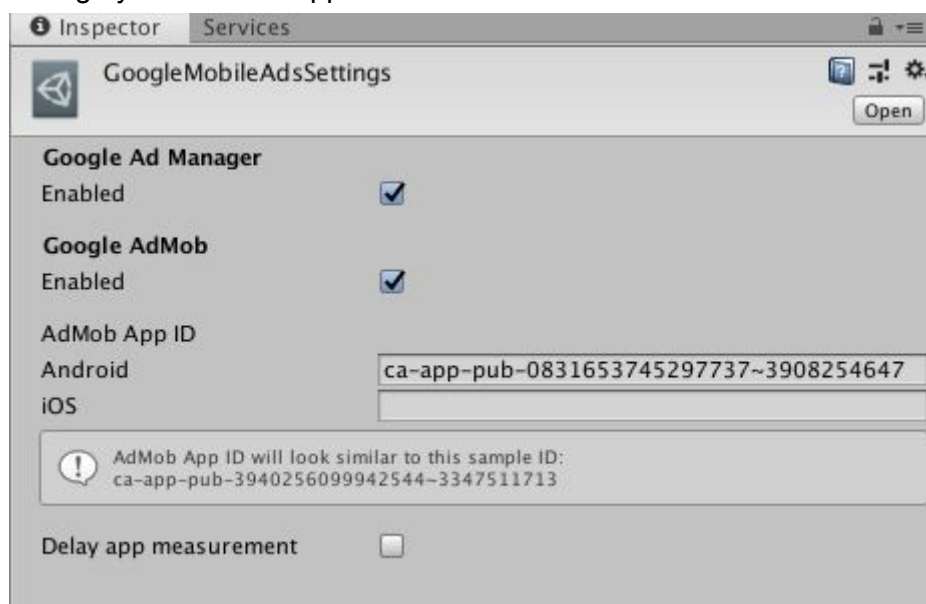 Inspector Services
GoogleMobileAdsSettings
Open
Google Ad Manager
Enabled
Google AdMob
Enabled
AdMob App ID
Android ca-app-pub-0831653745297737~3908254647
iOS
AdMob App ID will look similar to this sample ID:
ca-app-pub-3940256099942544~3347511713
Delay app measurement